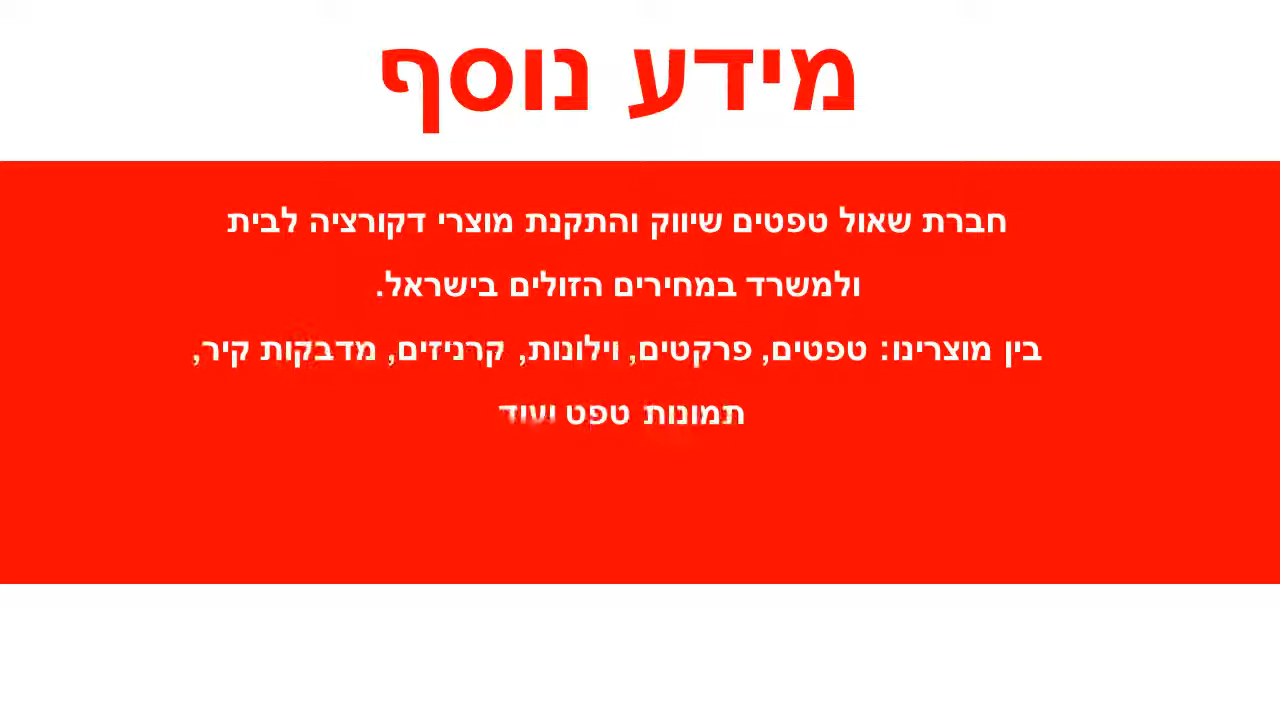 מידע נוסף
חברת שאול טפטים שיווק והתקנת מוצרי דקורציה לבית
ולמשרד במחירים הזולים בישראל.
בין מוצרינו: טפטים, פרקטים, וילונות, קרניזים, מדבקות קיר,
תמונות טפט ועוד